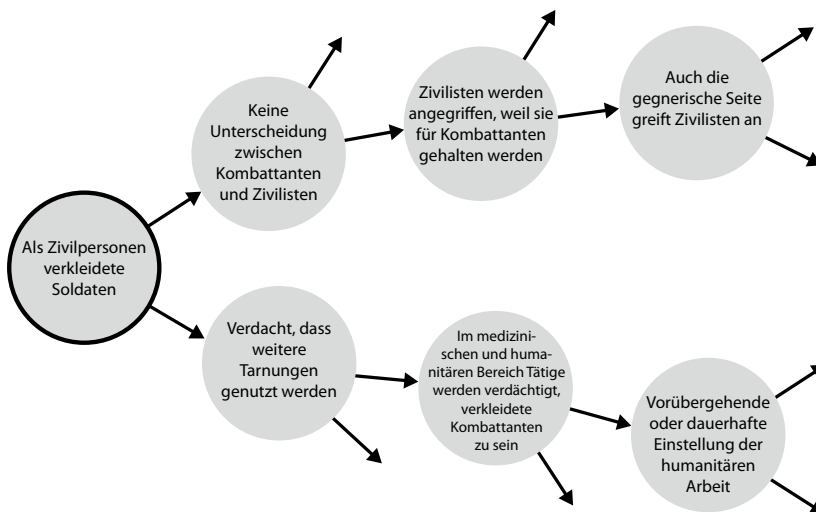 Als Zivilpersonen
verkleidete
Soldaten
Keine
Unterscheidung
zwischen
Kombattanten
und Zivilisten
Zivilisten werden
angegriffen, weil sie
für Kombattanten
gehalten werden
Auch die
gegnerische Seite
greift Zivilisten an
Verdacht, dass
weitere
Tarnungen
genutzt werden
Im medizini-
schen und huma-
nitären Bereich Tätige
werden verdächtigt,
verkleidete
Kombattanten
zu sein
Vorübergehende
oder dauerhafte
Einstellung der
humanitären
Arbeit